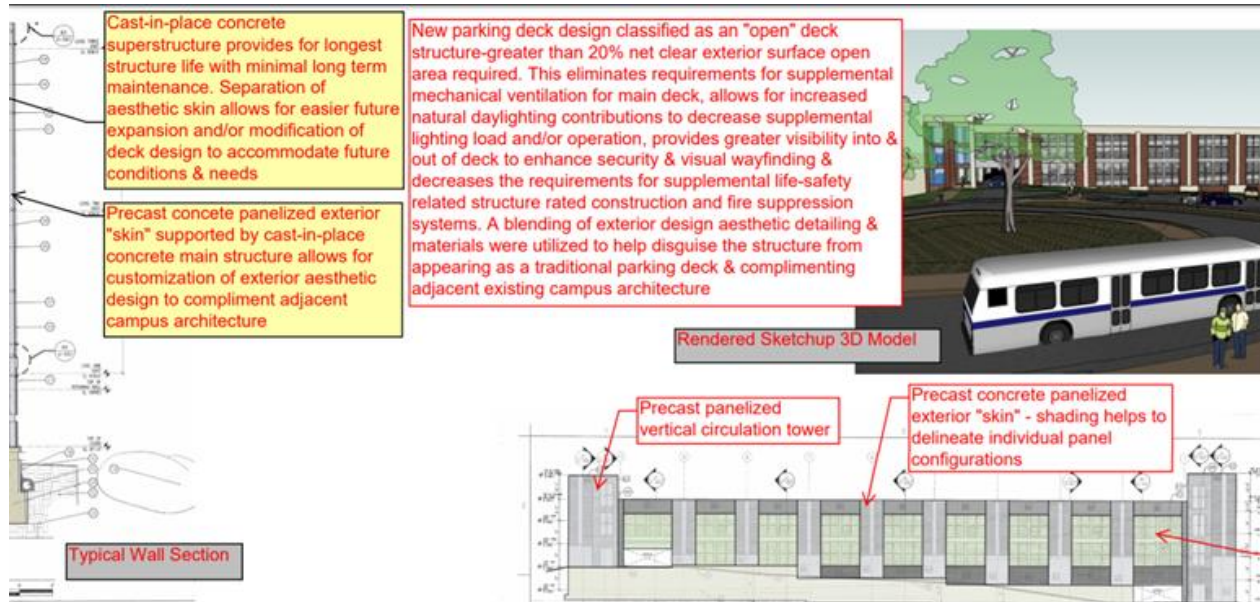 Cast-in-place concrete
superstructure provides for longest
structure life with minimal long term
maintenance. Separation of
aesthetic skin allows for easier future
expansion and/or modification of
deck design to accommodate future
conditions & needs
Precast concete panelized exterior
"skin" supported by cast-in-place
concrete main structure allows for
customization of exterior aesthetic
design to compliment adjacent
campus architecture
Typical Wall Section
New parking deck design classified as an "open" deck
structure-greater than 20% net clear exterior surface open
area required. This eliminates requirements for supplemental
mechanical ventilation for main deck, allows for increased
natural daylighting contributions to decrease supplemental
lighting load and/or operation, provides greater visibility into &
out of deck to enhance security & visual wayfinding &
decreases the requirements for supplemental life-safety
related structure rated construction and fire suppression
systems. A blending of exterior design aesthetic detailing &
materials were utilized to help disguise the structure from
appearing as a traditional parking deck & complimenting
adjacent existing campus architecture
Rendered Sketchup 3D Model
Precast panelized
vertical circulation tower
Precast concrete panelized
exterior "skin" - shading helps to
delineate individual panel
configurations